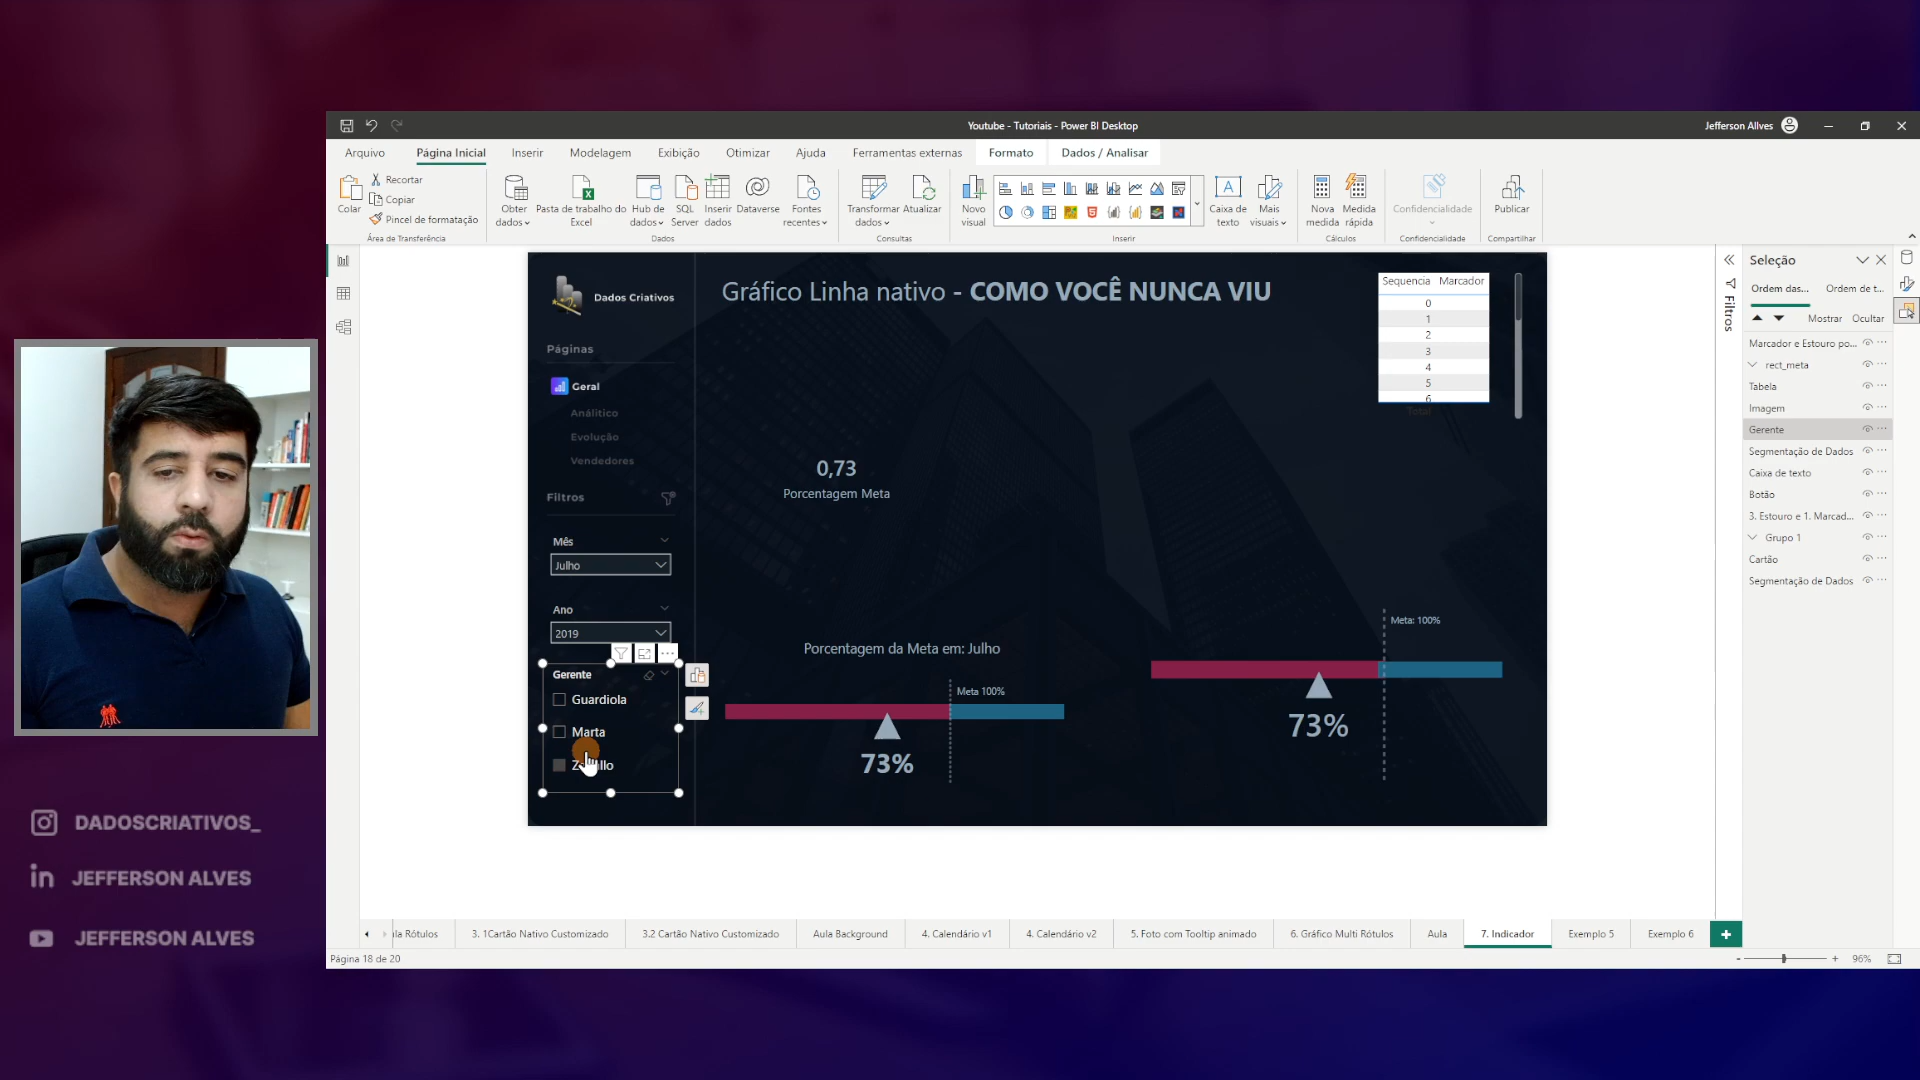 Youtube - Tutoriais - Power BI Desktop
Jefferson Allves
Arquivo
Página Inicial
Inserir
Modelagem
Exibição
Otimizar
Ajuda
Ferramentas externas
Formato
Dados / Analisar
Colar
Recortar
Copiar
Pincel de formatação
Área de Transferência
Obter dados
Pasta de trabalho do Excel
Hub de dados
SQL Server
Inserir dados
Dataverse
Fontes recentes
Dados
Transformar dados
Atualizar
Consultas
Novo visual
Caixa de texto
Mais visuais
Inserir
Nova medida
Medida rápida
Cálculos
Confidencialidade
Confidencialidade
Publicar
Compartilhar
Dados Criativos
Gráfico Linha nativo - COMO VOCÊ NUNCA VIU
Páginas
Geral
Análitico
Evolução
Vendedores
Filtros
Mês
Julho
Ano
2019
Gerente
Guardiola
Marta
0,73
Porcentagem Meta
Porcentagem da Meta em: Julho
Meta 100%
73%
Meta: 100%
73%
Sequencia Marcador
0
1
2
3
4
5
6
Total
Filtros
Seleção
Ordem das...
Ordem de t...
Mostrar
Ocultar
Marcador e Estouro po...
rect_meta
Tabela
Imagem
Gerente
Segmentação de Dados
Caixa de texto
Botão
3. Estouro e 1. Marcad...
Grupo 1
Cartão
Segmentação de Dados
DADOSCRIATIVOS_
JEFFERSON ALVES
JEFFERSON ALVES
la Rótulos
3. 1Cartão Nativo Customizado
3.2 Cartão Nativo Customizado
Aula Background
4. Calendário v1
4. Calendário v2
5. Foto com Tooltip animado
6. Gráfico Multi Rótulos
Aula
7. Indicador
Exemplo 5
Exemplo 6
Página 18 de 20
96%